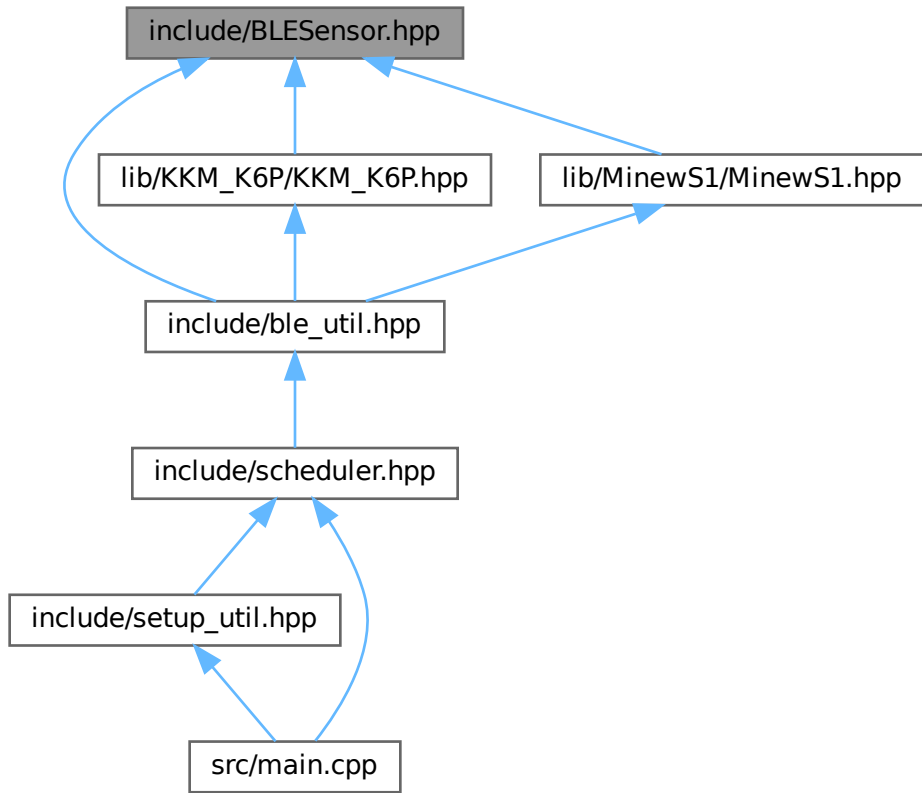 include/BLESensor.hpp
lib/KKM_K6P/KKM_K6P.hpp
lib/MinewS1/MinewS1.hpp
include/ble_util.hpp
include/scheduler.hpp
include/setup_util.hpp
src/main.cpp